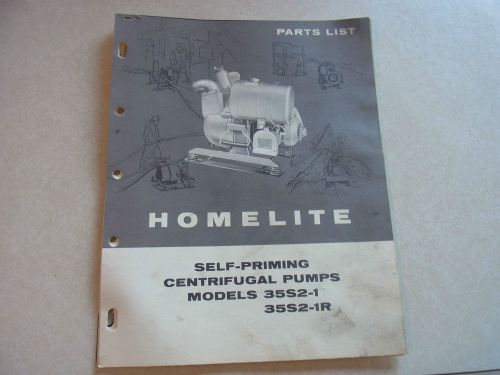 PARTS LIST
HOMELITE
SELF-PRIMING
CENTRIFUGAL PUMPS
MODELS 35S2-1
35S2-1R